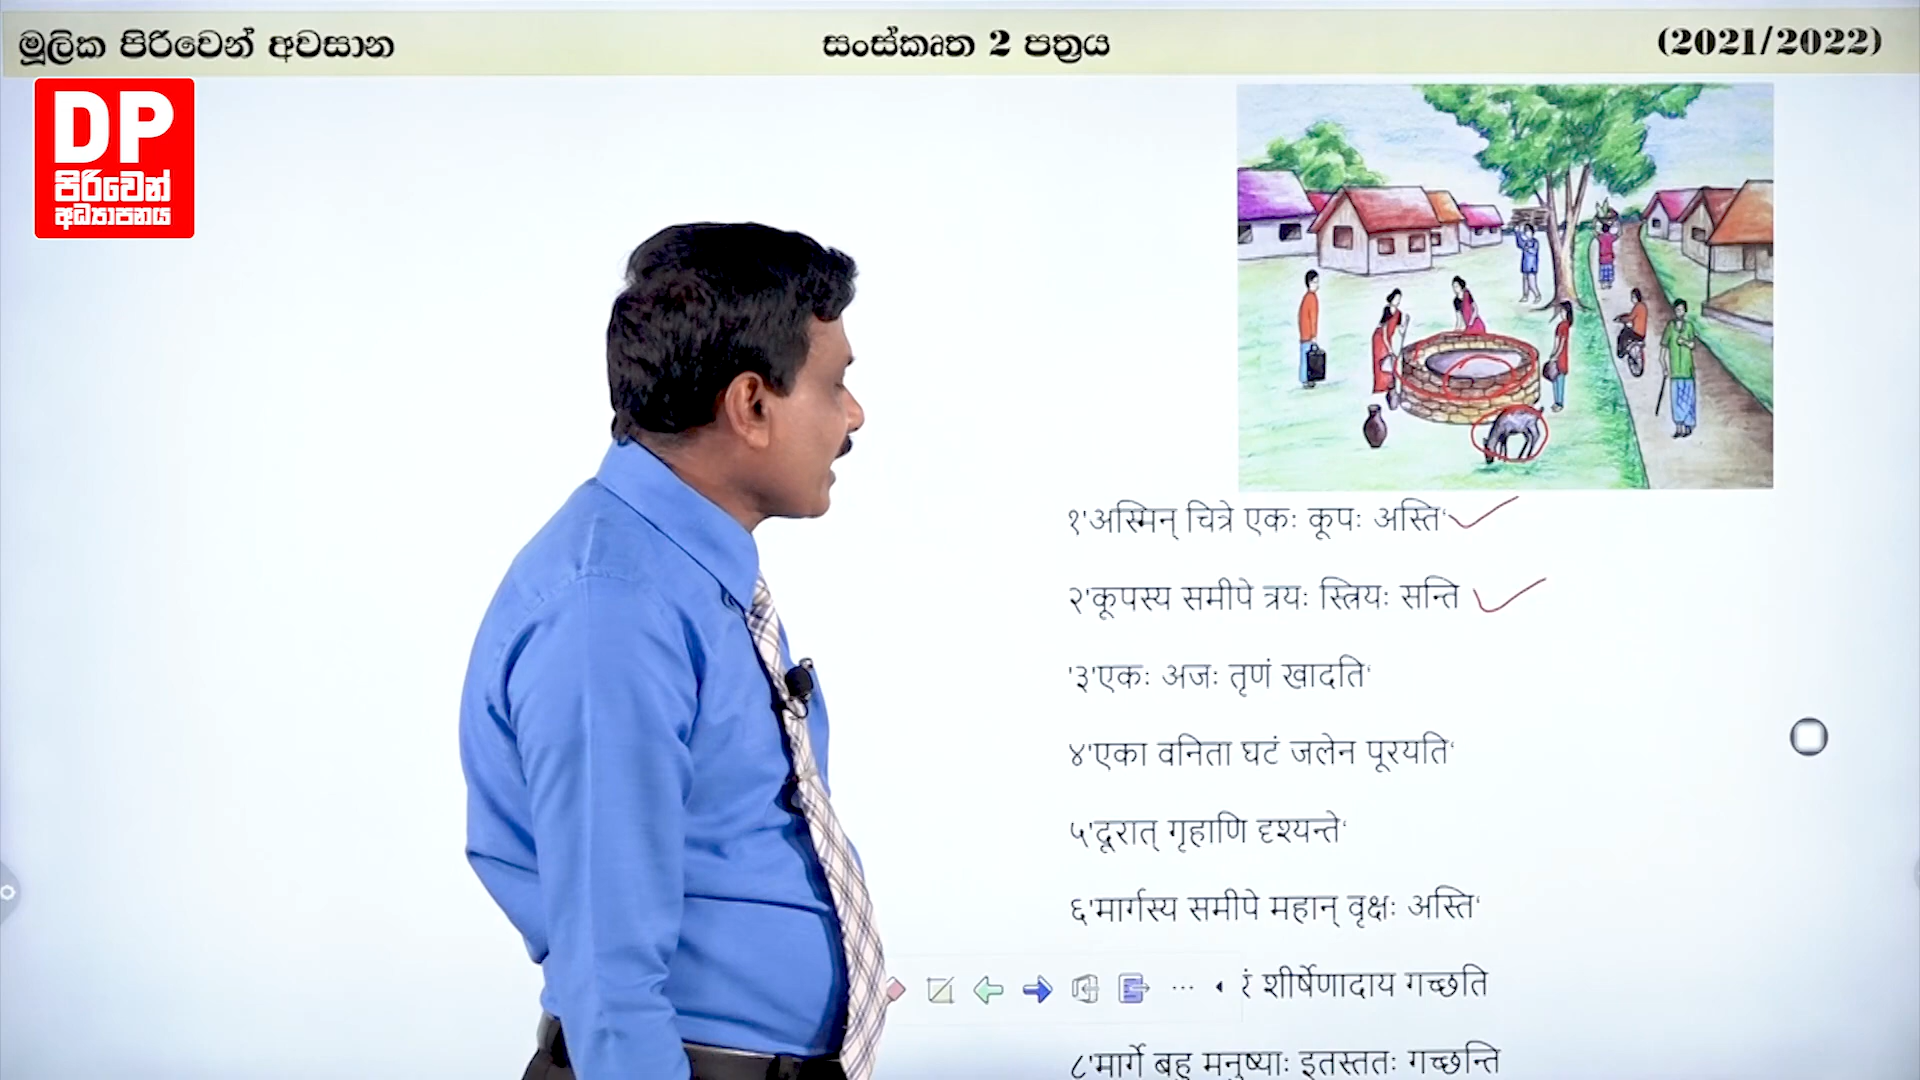 මූලික පිරිවෙන් අවසාන
සංස්කෘත 2 පත්‍රය
(2021/2022)
DP
පිරිවෙන්
අධ්‍යාපනය
१'अस्मिन् चित्रे एकः कूपः अस्ति'
२'कूपस्य समीपे त्रयः स्त्रियः सन्ति
'३'एकः अजः तृणं खादति'
४'एका वनिता घटं जलेन पूरयति'
५'दूरात् गृहाणि दृश्यन्ते'
६'मार्गस्य समीपे महान् वृक्षः अस्ति'
शीर्षेणादाय गच्छति
८'मार्गे बहु मनुष्याः इतस्ततः गच्छन्ति